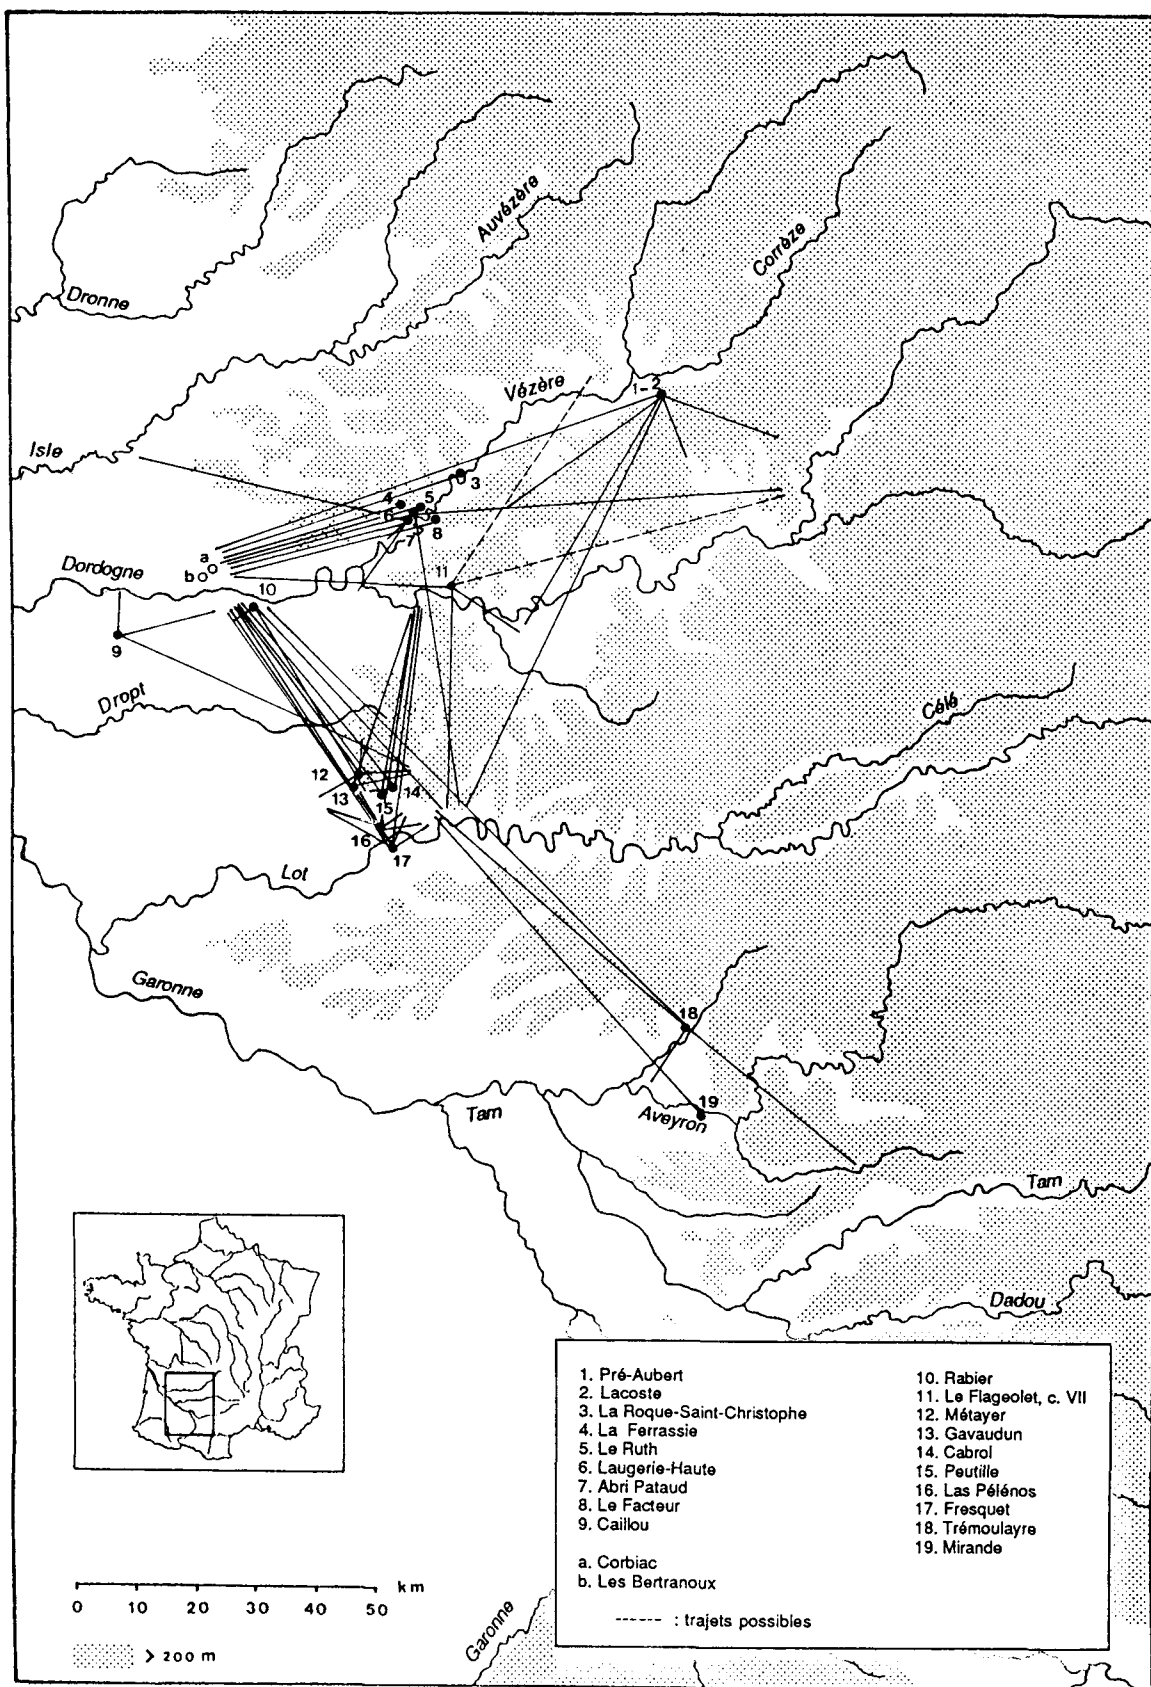 Auvézère
Corrèze
Dronne
Vézère
1-2
Isle
3
4
5
6
8
7
a
b
Dordogne
11
10
9
Dropt
Célé
12
13
14
15
16
17
Lot
Garonne
18
Tarn
Aveyron
19
Tarn
Dadou
1. Pré-Aubert
2. Lacoste
3. La Roque-Saint-Christophe
4. La Ferrassie
5. Le Ruth
6. Laugerie-Haute
7. Abri Pataud
8. Le Facteur
9. Caillou
a. Corbiac
b. Les Bertranoux
10. Rabier
11. Le Flageolet, c. VII
12. Métayer
13. Gavaudun
14. Cabrol
15. Peutille
16. Las Pélénos
17. Fresquet
18. Trémoulayre
19. Mirande
------ : trajets possibles
km
0 10 20 30 40 50
> 200 m
Garonne